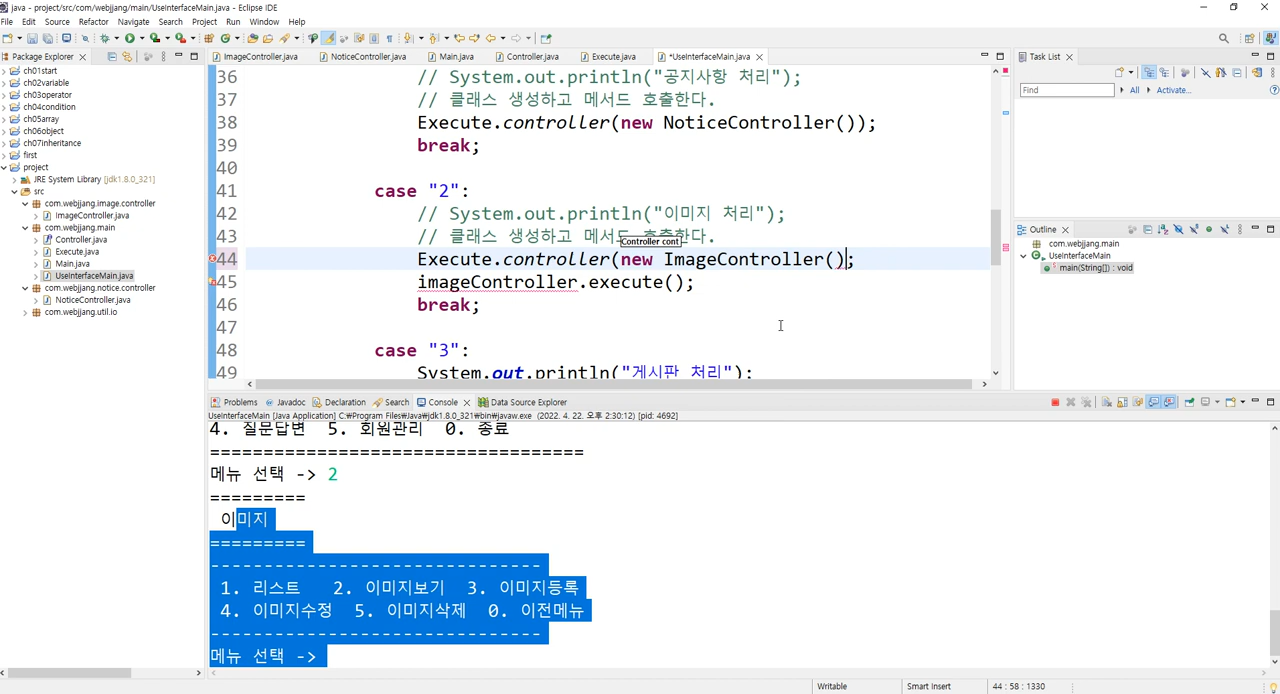 java - project/src/com/webjjang/main/UseInterfaceMain.java - Eclipse IDE
File Edit Source Refactor Navigate Search Project Run Window Help
Package Explorer
ch01start
ch02variable
ch03operator
ch04condition
ch05array
ch06object
ch07inheritance
first
project
JRE System Library [jdk1.8.0_321]
src
com.webjjang.image.controller
ImageController.java
com.webjjang.main
Controller.java
Execute.java
Main.java
UseInterfaceMain.java
com.webjjang.notice.controller
NoticeController.java
com.webjjang.util.io
ImageController.java NoticeController.java Main.java Controller.java Execute.java *UseInterfaceMain.java
36 // System.out.println("공지사항 처리");
37 // 클래스 생성하고 메서드 호출한다.
38 Execute.controller(new NoticeController());
39 break;
40
41 case "2":
42 // System.out.println("이미지 처리");
43 // 클래스 생성하고 메서드 호출한다.
Controller cont
44 Execute.controller(new ImageController();
45 imageController.execute();
46 break;
47
48 case "3":
49 System.out.println("게시판 처리");
Task List
Find All Activate...
Outline
com.webjjang.main
UseInterfaceMain
main(String[]) : void
Problems Javadoc Declaration Search Console Data Source Explorer
UseInterfaceMain [Java Application] C:₩Program Files₩Java₩jdk1.8.0_321₩bin₩javaw.exe (2022. 4. 22. 오후 2:30:12) [pid: 4692]
4. 질문답변 5. 회원관리 0. 종료
===================================
메뉴 선택 -> 2
=========
이미지
=========
-------------------------------
1. 리스트 2. 이미지보기 3. 이미지등록
4. 이미지수정 5. 이미지삭제 0. 이전메뉴
-------------------------------
메뉴 선택 ->
Writable Smart Insert 44 : 58 : 1330